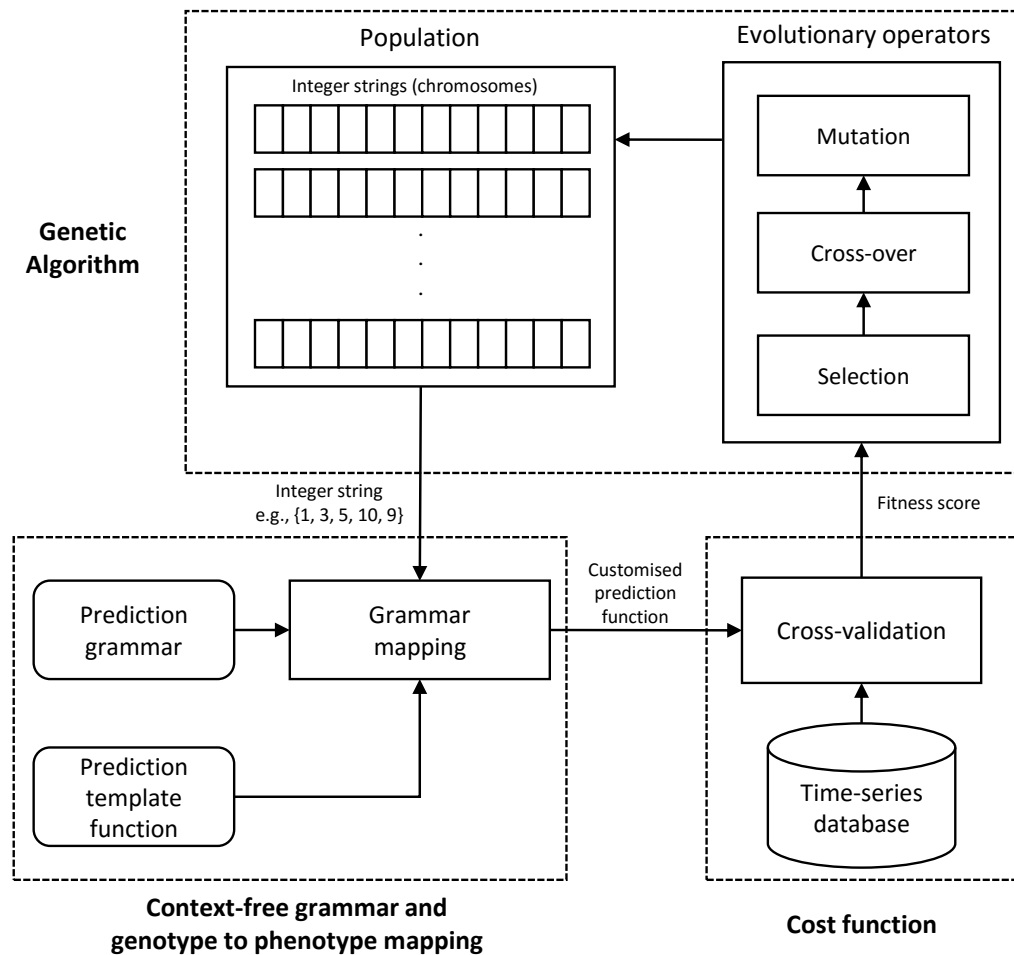 Population
Evolutionary operators
Integer strings (chromosomes)
Mutation
Cross-over
Selection
.
.
.
Genetic
Algorithm
Integer string
e.g., {1, 3, 5, 10, 9}
Fitness score
Prediction
grammar
Grammar
mapping
Customised
prediction
function
Cross-validation
Prediction
template
function
Time-series
database
Context-free grammar and
genotype to phenotype mapping
Cost function